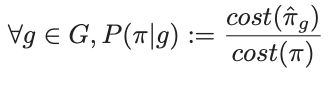 ∀g ∈ G, P(π|g) := cost(π̂_g) / cost(π)